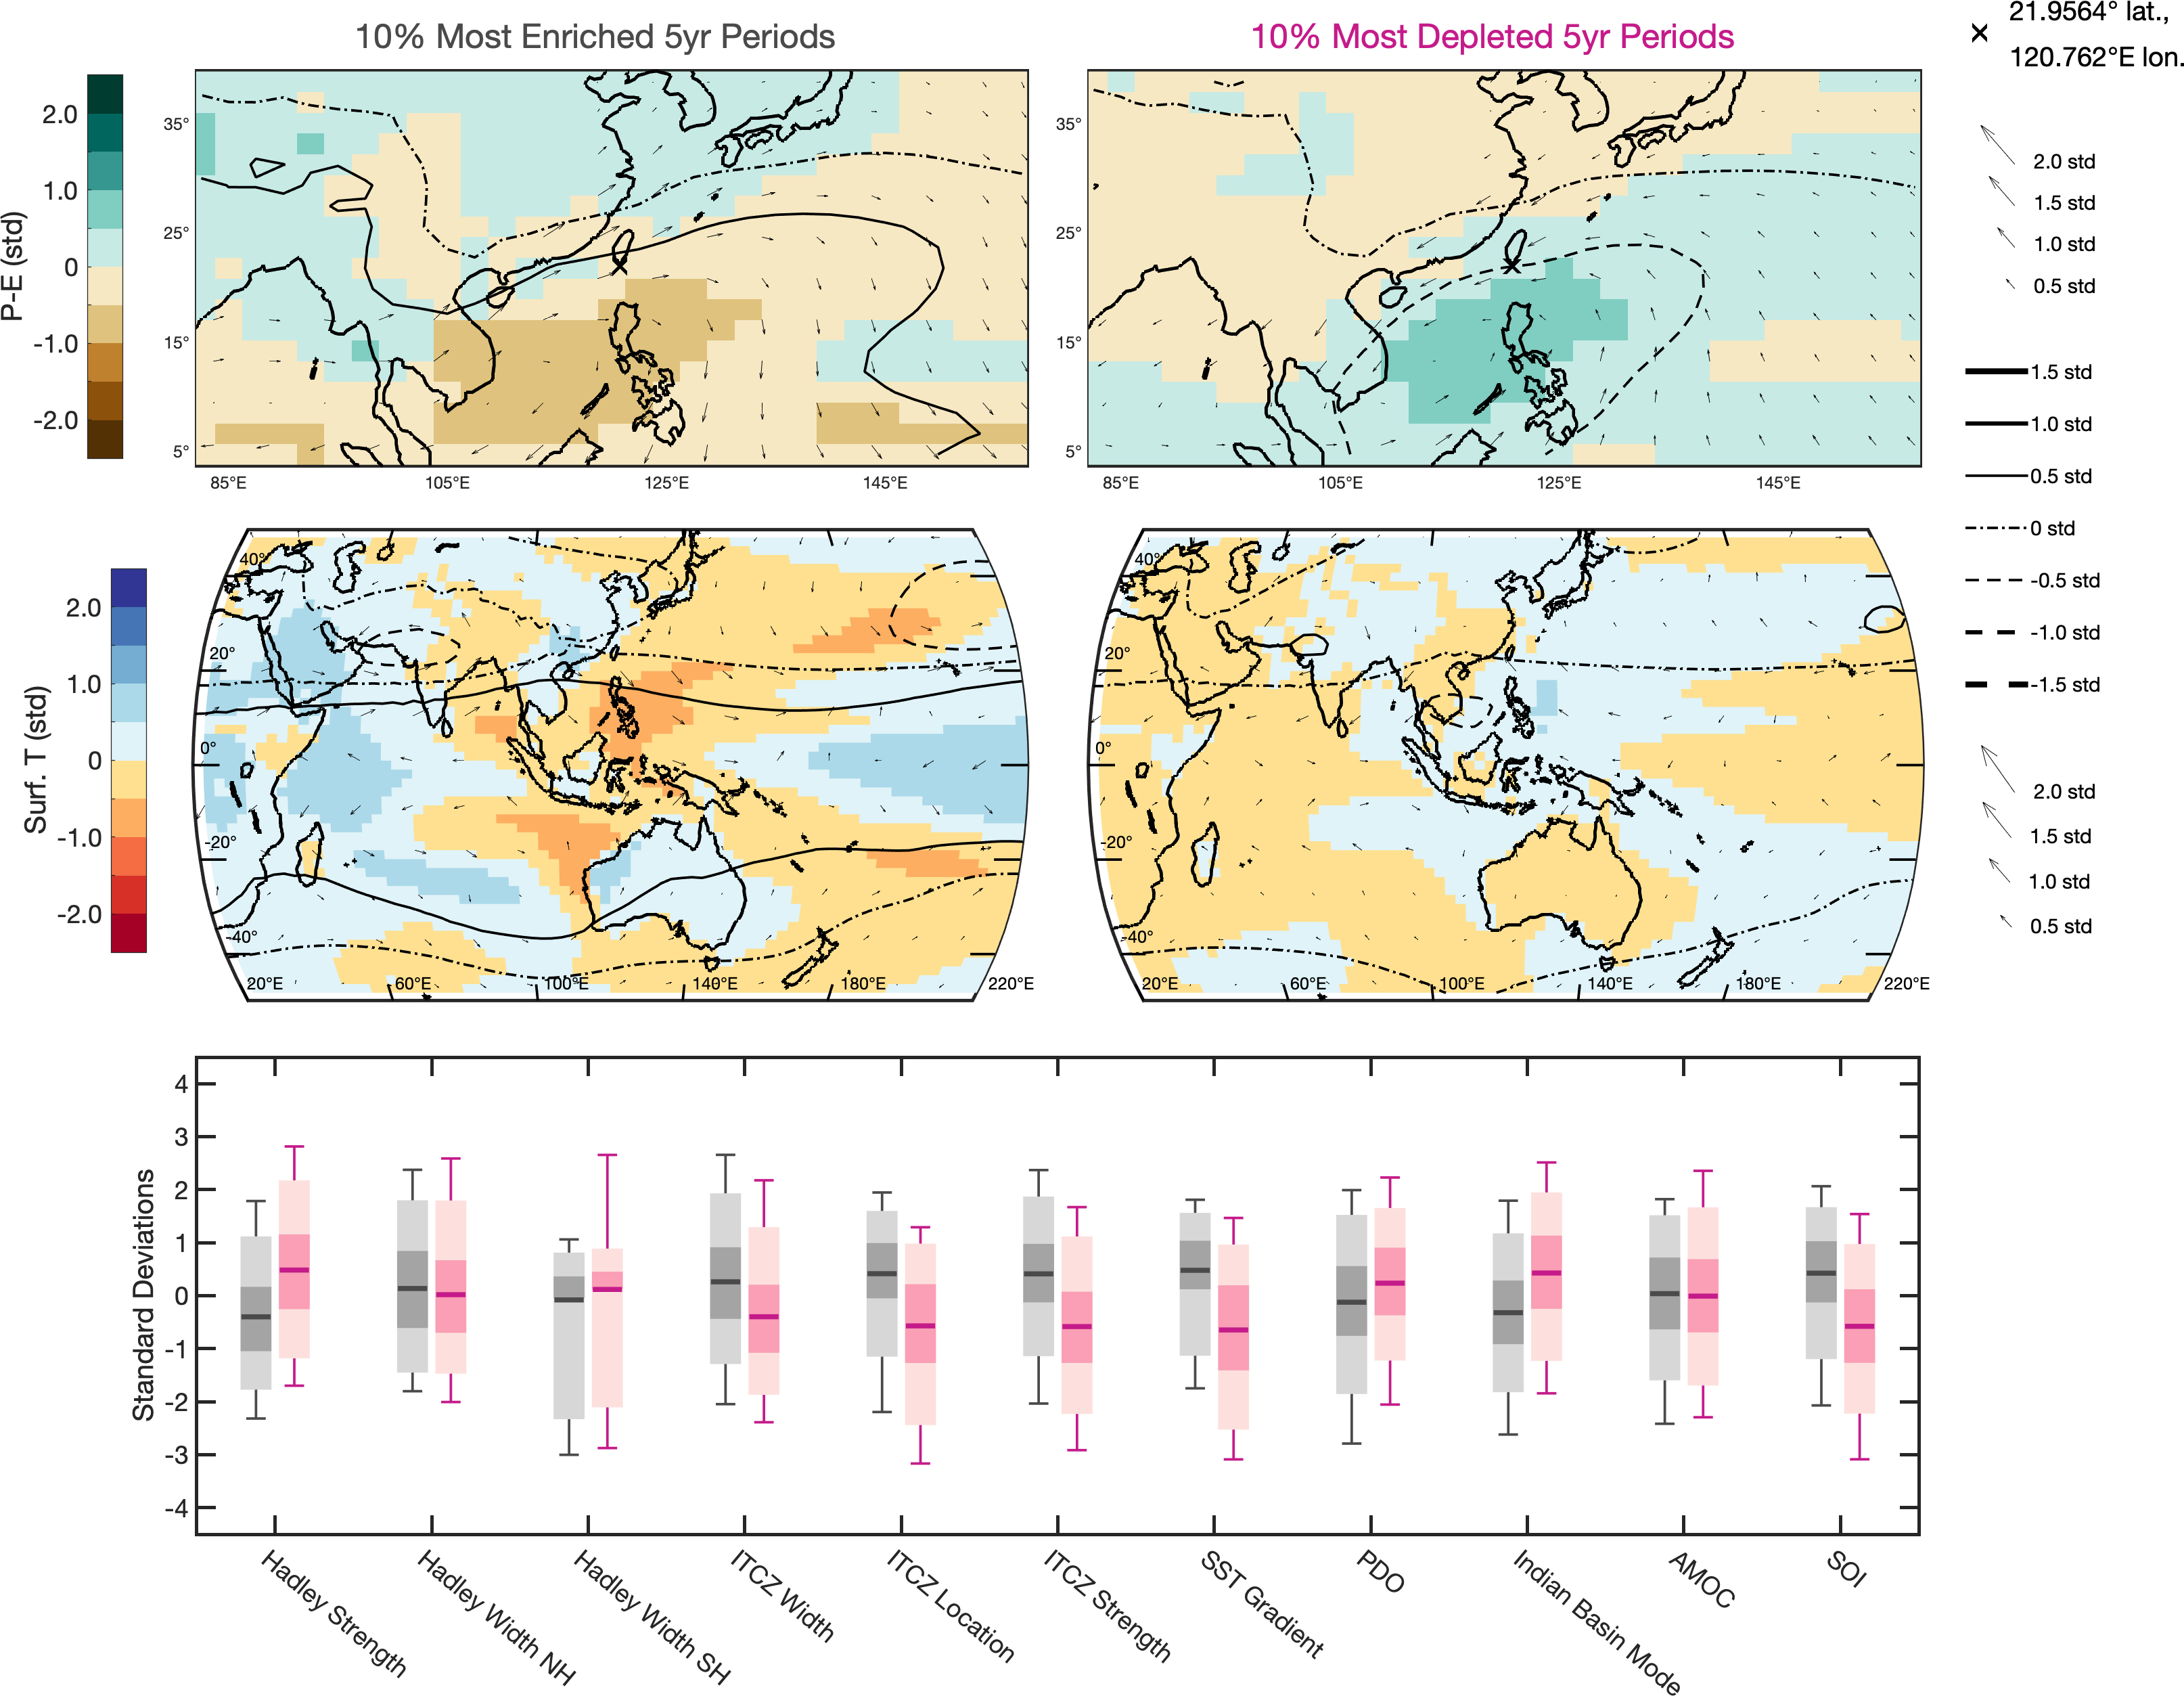 10% Most Enriched 5yr Periods
10% Most Depleted 5yr Periods
21.9564° lat.,
120.762°E lon.
P-E (std)
2.0
1.0
0
-1.0
-2.0
35°
25°
15°
5°
85°E
105°E
125°E
145°E
35°
25°
15°
5°
85°E
105°E
125°E
145°E
2.0 std
1.5 std
1.0 std
0.5 std
1.5 std
1.0 std
0.5 std
0 std
-0.5 std
-1.0 std
-1.5 std
Surf. T (std)
2.0
1.0
0
-1.0
-2.0
40°
20°
0°
-20°
-40°
20°E
60°E
100°E
140°E
180°E
220°E
40°
20°
0°
-20°
-40°
20°E
60°E
100°E
140°E
180°E
220°E
2.0 std
1.5 std
1.0 std
0.5 std
Standard Deviations
4
3
2
1
0
-1
-2
-3
-4
Hadley Strength
Hadley Width NH
Hadley Width SH
ITCZ Width
ITCZ Location
ITCZ Strength
SST Gradient
PDO
Indian Basin Mode
AMOC
SOI